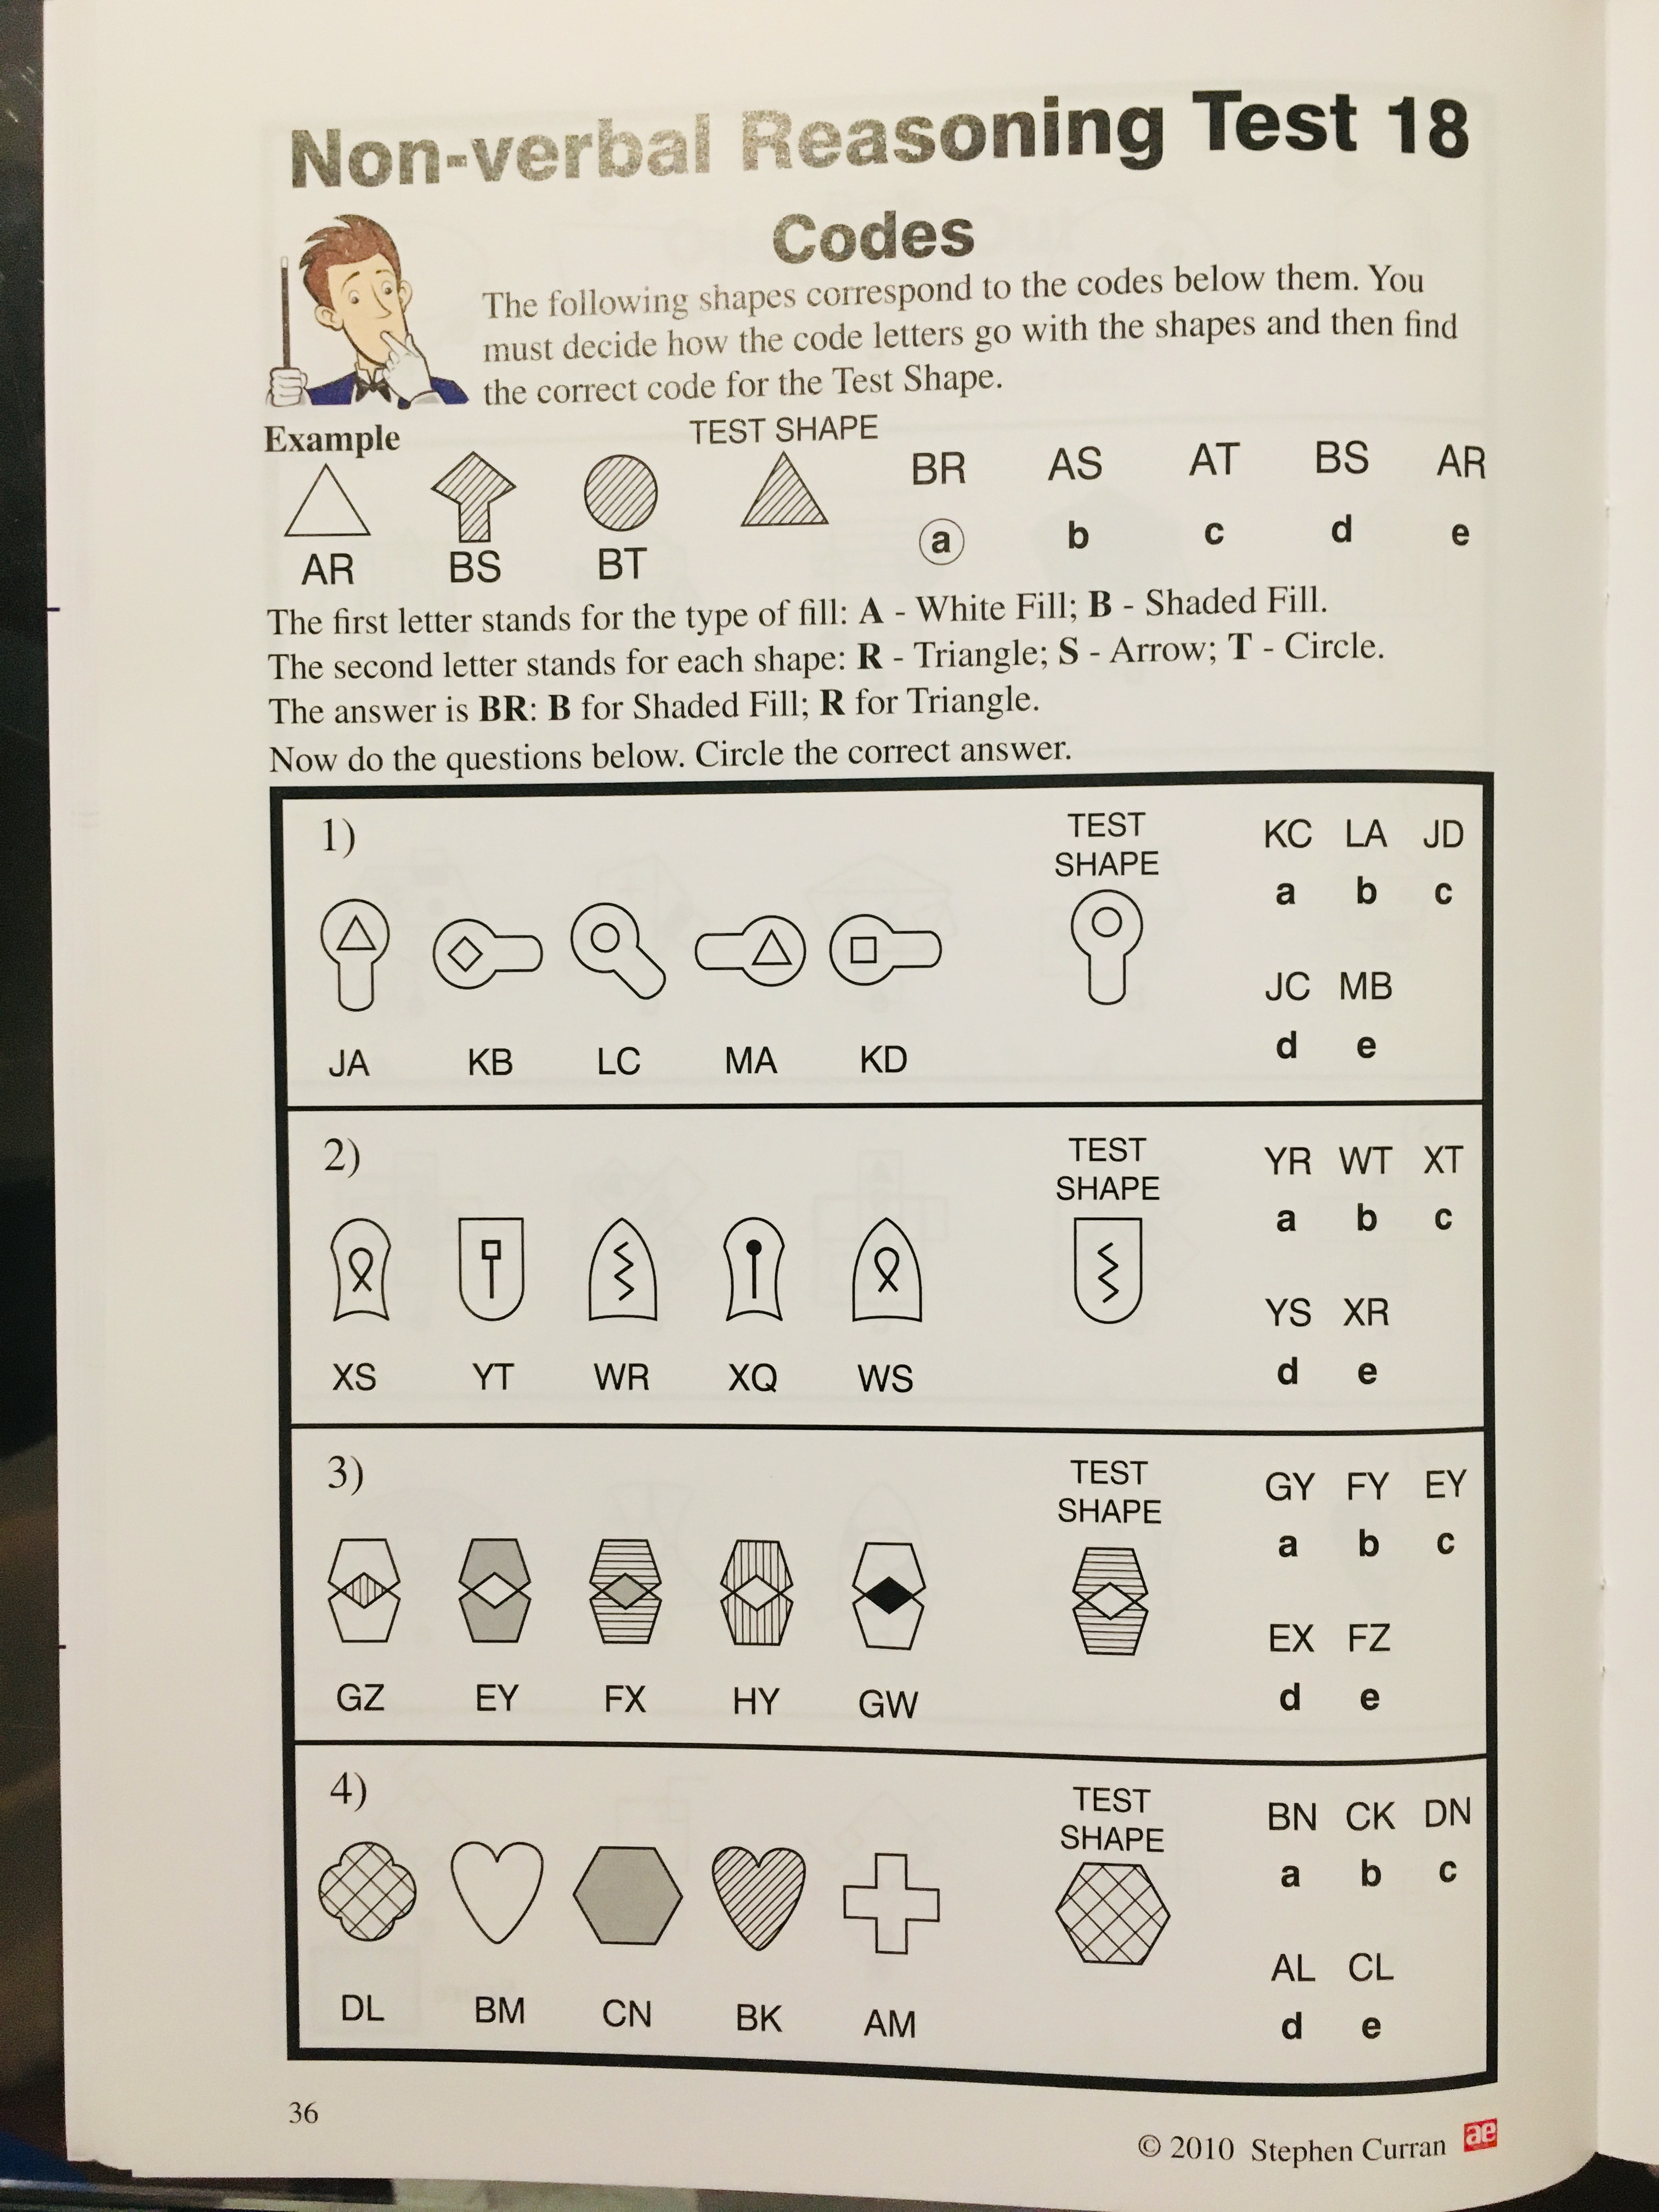 Non-verbal Reasoning Test 18
Codes
The following shapes correspond to the codes below them. You
must decide how the code letters go with the shapes and then find
the correct code for the Test Shape.
Example
TEST SHAPE
BR AS AT BS AR
a b c d e
AR BS BT
The first letter stands for the type of fill: A - White Fill; B - Shaded Fill.
The second letter stands for each shape: R - Triangle; S - Arrow; T - Circle.
The answer is BR: B for Shaded Fill; R for Triangle.
Now do the questions below. Circle the correct answer.
1)
TEST
SHAPE
KC LA JD
a b c
JC MB
d e
JA KB LC MA KD
2)
TEST
SHAPE
YR WT XT
a b c
YS XR
d e
XS YT WR XQ WS
3)
TEST
SHAPE
GY FY EY
a b c
EX FZ
d e
GZ EY FX HY GW
4)
TEST
SHAPE
BN CK DN
a b c
AL CL
d e
DL BM CN BK AM
36
© 2010 Stephen Curran ae